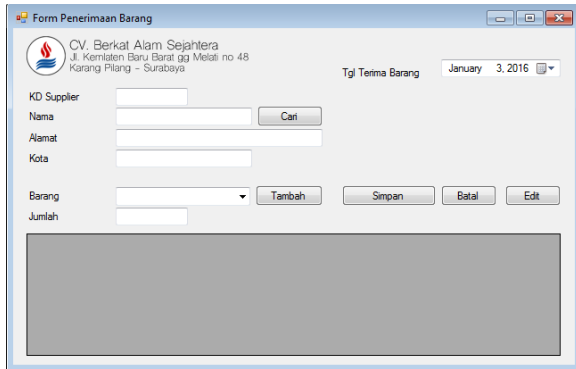 Form Penerimaan Barang
CV. Berkat Alam Sejahtera
Jl. Kemlaten Baru Barat gg Melati no 48
Karang Pilang - Surabaya
Tgl Terima Barang January 3, 2016
KD Supplier
Nama Cari
Alamat
Kota
Barang Tambah Simpan Batal Edit
Jumlah